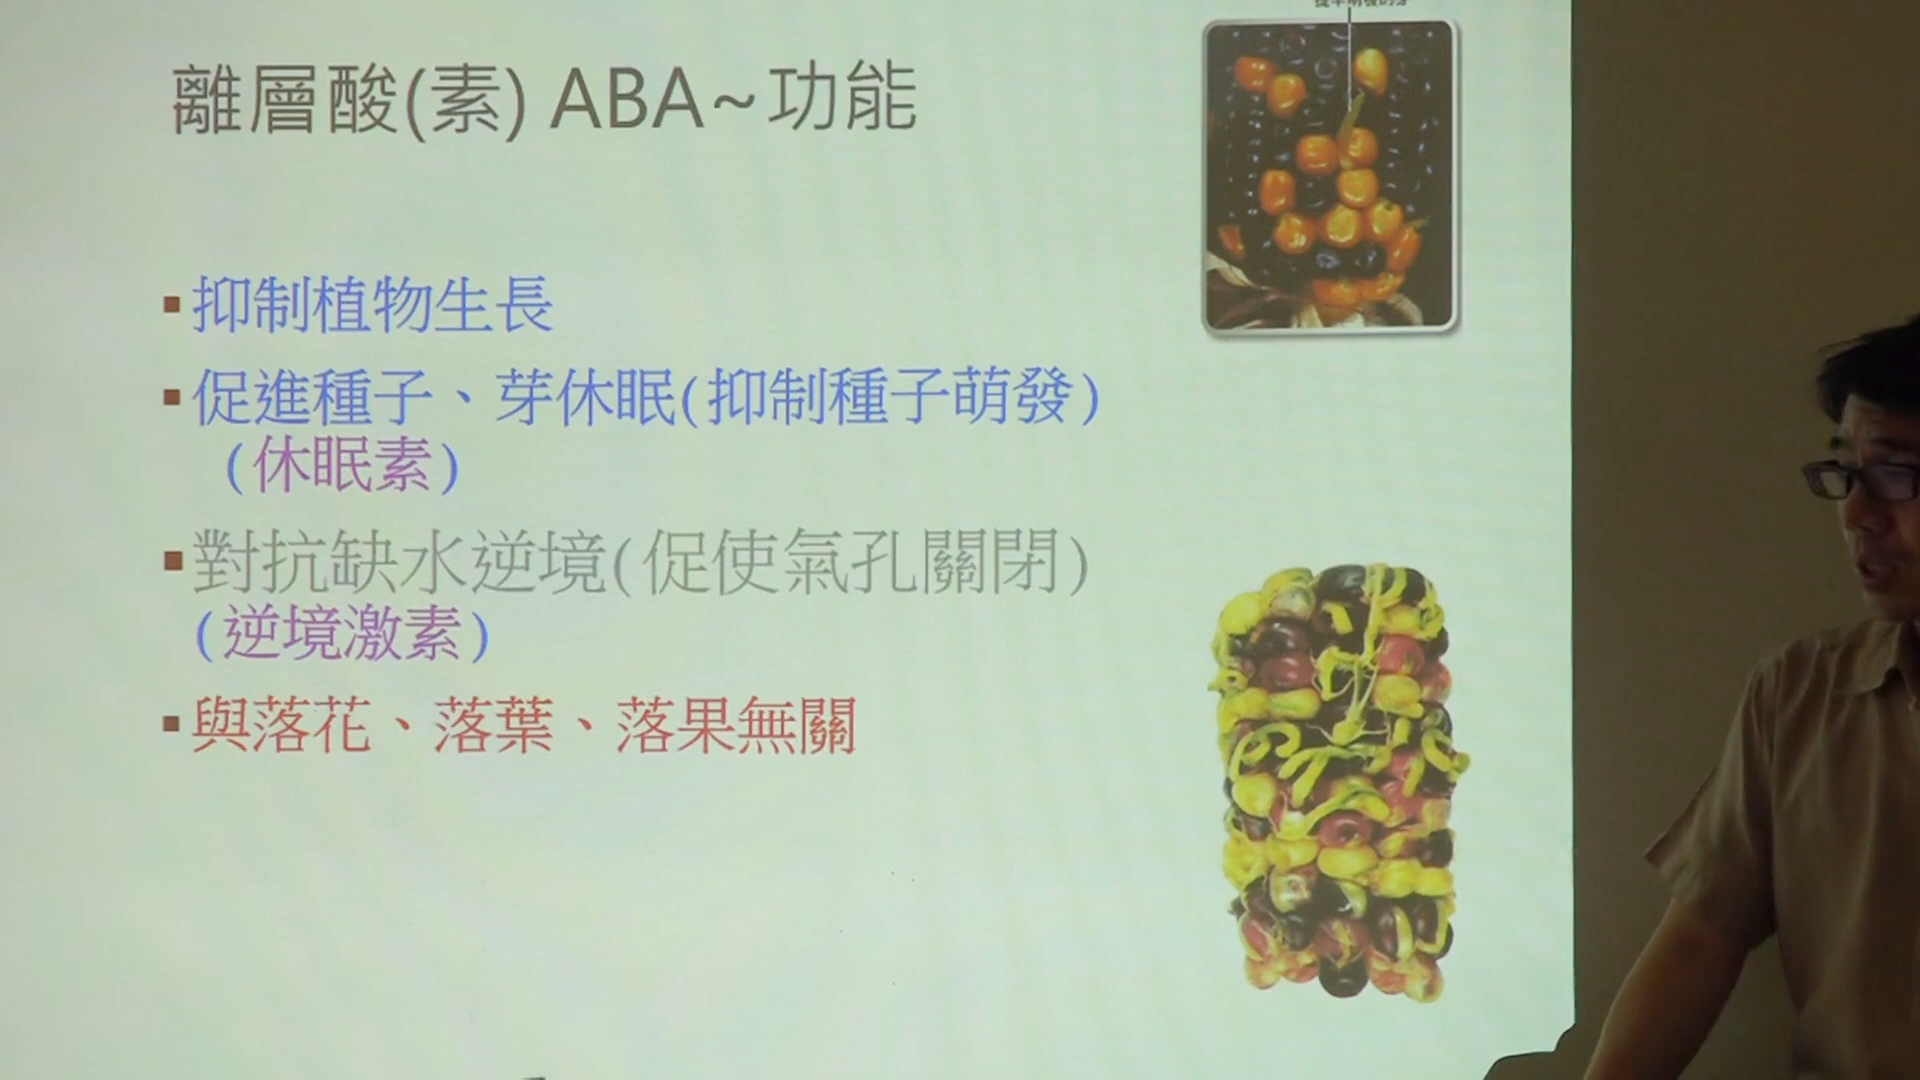 離層酸(素) ABA~功能
抑制植物生長
促進種子、芽休眠(抑制種子萌發)
(休眠素)
對抗缺水逆境(促使氣孔關閉)
(逆境激素)
與落花、落葉、落果無關